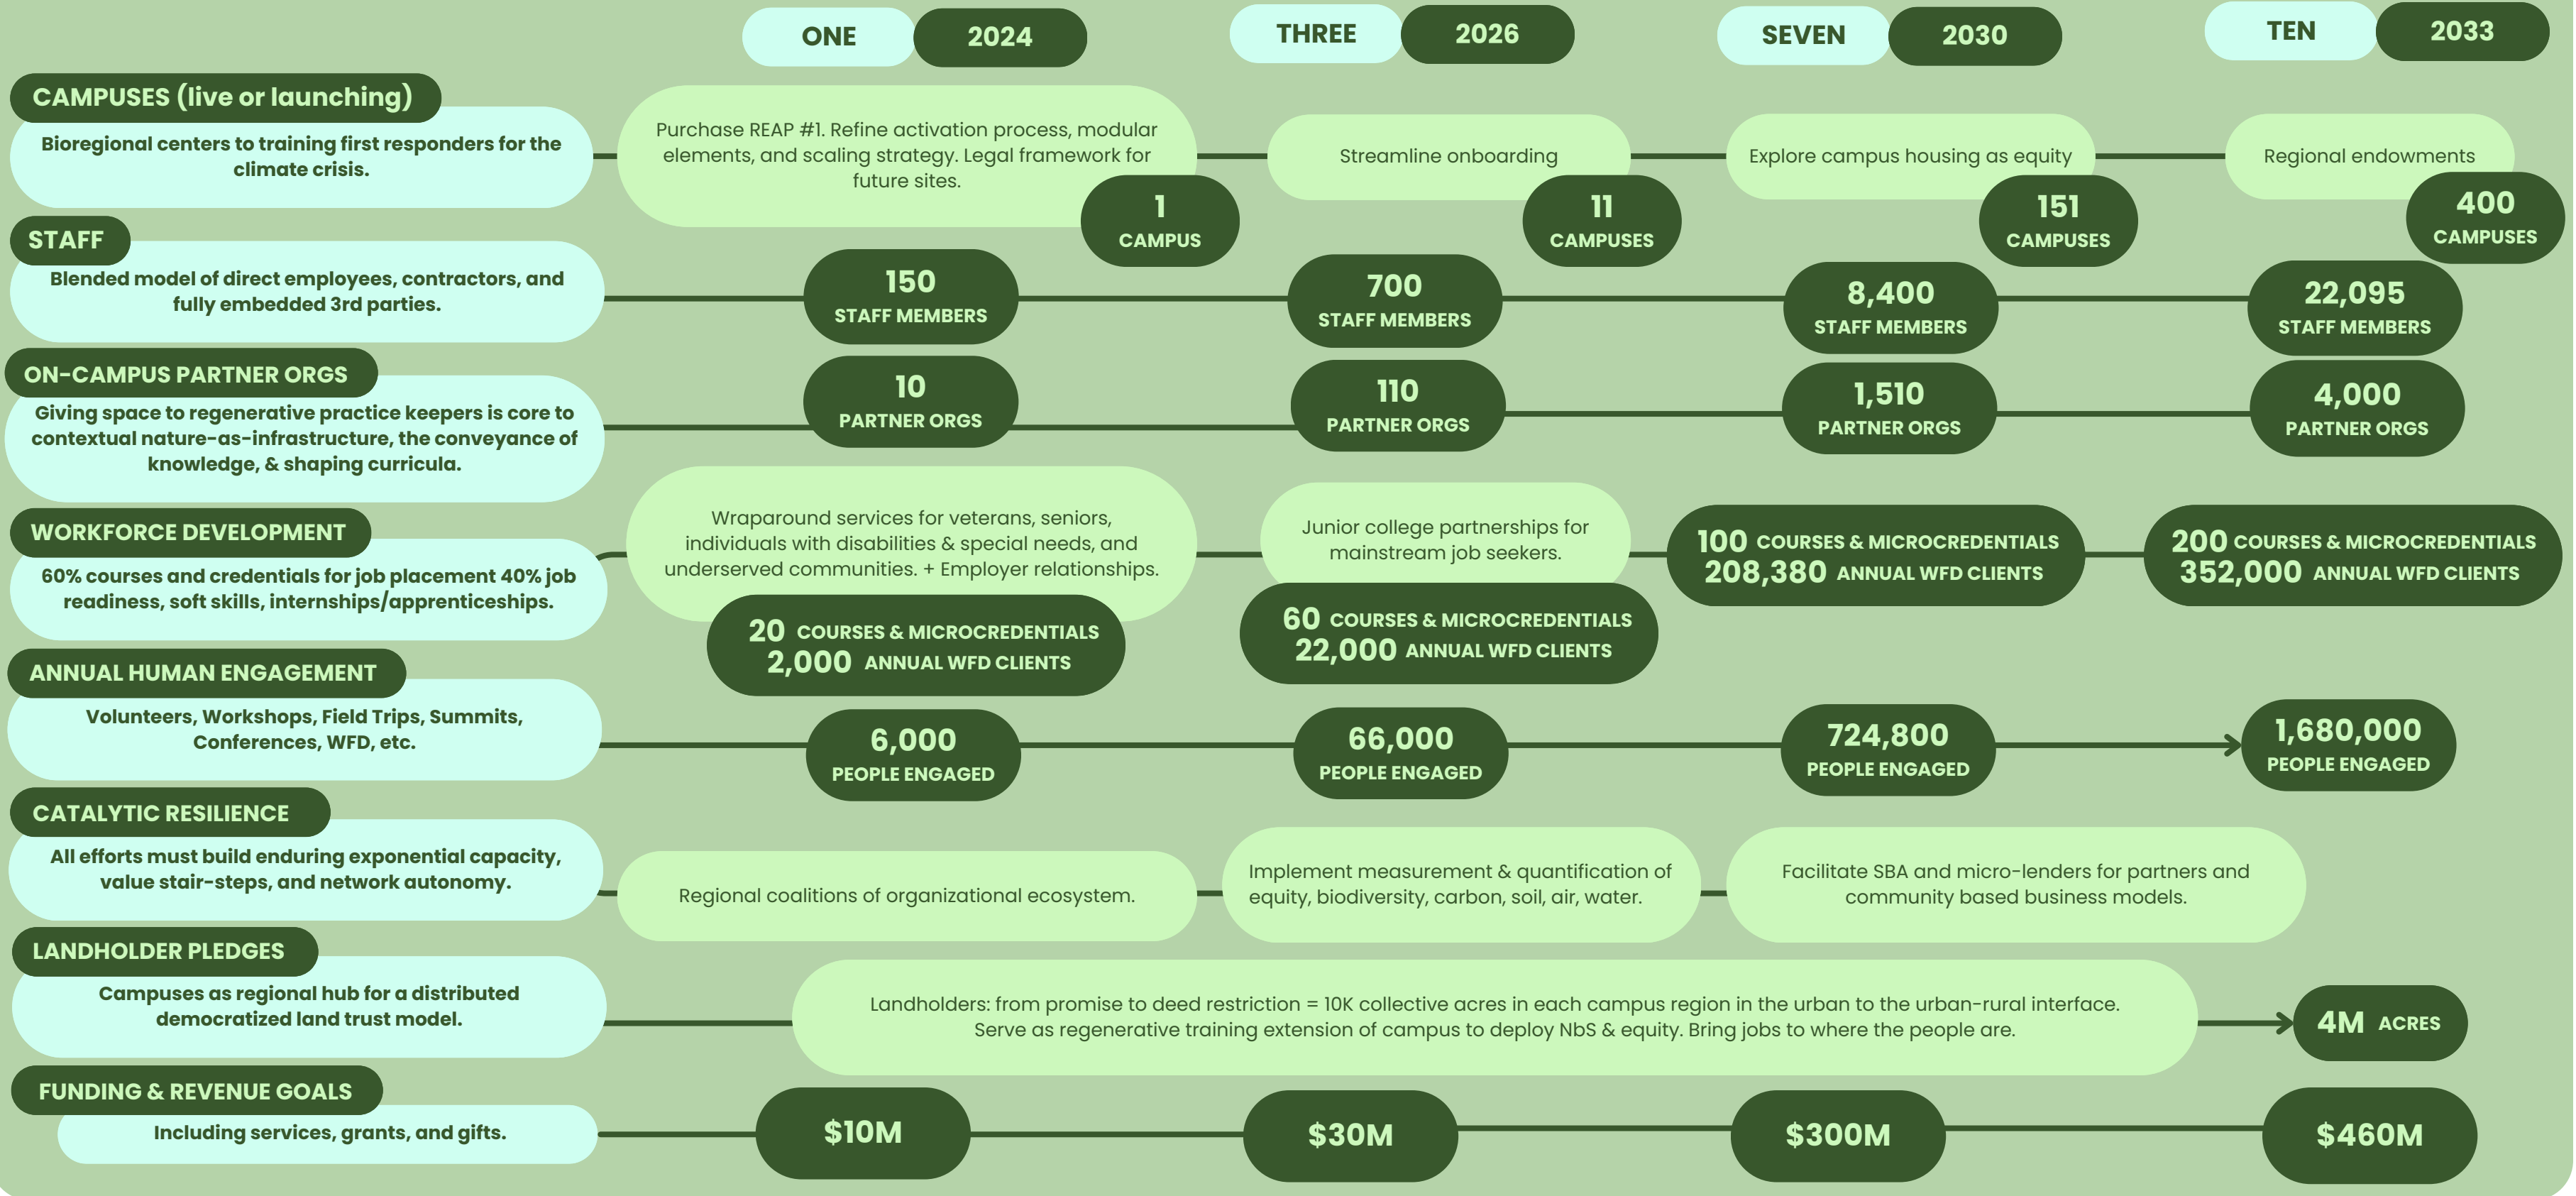 ONE 2024 THREE 2026 SEVEN 2030 TEN 2033
CAMPUSES (live or launching)
Bioregional centers to training first responders for the
climate crisis.
Purchase REAP #1. Refine activation process, modular
elements, and scaling strategy. Legal framework for
future sites.
1
CAMPUS
Streamline onboarding
11
CAMPUSES
Explore campus housing as equity
151
CAMPUSES
Regional endowments
400
CAMPUSES
STAFF
Blended model of direct employees, contractors, and
fully embedded 3rd parties.
150
STAFF MEMBERS
700
STAFF MEMBERS
8,400
STAFF MEMBERS
22,095
STAFF MEMBERS
ON-CAMPUS PARTNER ORGS
Giving space to regenerative practice keepers is core to
contextual nature-as-infrastructure, the conveyance of
knowledge, & shaping curricula.
10
PARTNER ORGS
110
PARTNER ORGS
1,510
PARTNER ORGS
4,000
PARTNER ORGS
WORKFORCE DEVELOPMENT
60% courses and credentials for job placement 40% job
readiness, soft skills, internships/apprenticeships.
Wraparound services for veterans, seniors,
individuals with disabilities & special needs, and
underserved communities. + Employer relationships.
20 COURSES & MICROCREDENTIALS
2,000 ANNUAL WFD CLIENTS
Junior college partnerships for
mainstream job seekers.
60 COURSES & MICROCREDENTIALS
22,000 ANNUAL WFD CLIENTS
100 COURSES & MICROCREDENTIALS
208,380 ANNUAL WFD CLIENTS
200 COURSES & MICROCREDENTIALS
352,000 ANNUAL WFD CLIENTS
ANNUAL HUMAN ENGAGEMENT
Volunteers, Workshops, Field Trips, Summits,
Conferences, WFD, etc.
6,000
PEOPLE ENGAGED
66,000
PEOPLE ENGAGED
724,800
PEOPLE ENGAGED
1,680,000
PEOPLE ENGAGED
CATALYTIC RESILIENCE
All efforts must build enduring exponential capacity,
value stair-steps, and network autonomy.
Regional coalitions of organizational ecosystem.
Implement measurement & quantification of
equity, biodiversity, carbon, soil, air, water.
Facilitate SBA and micro-lenders for partners and
community based business models.
LANDHOLDER PLEDGES
Campuses as regional hub for a distributed
democratized land trust model.
Landholders: from promise to deed restriction = 10K collective acres in each campus region in the urban to the urban-rural interface.
Serve as regenerative training extension of campus to deploy NbS & equity. Bring jobs to where the people are.
4M ACRES
FUNDING & REVENUE GOALS
Including services, grants, and gifts.
$10M
$30M
$300M
$460M